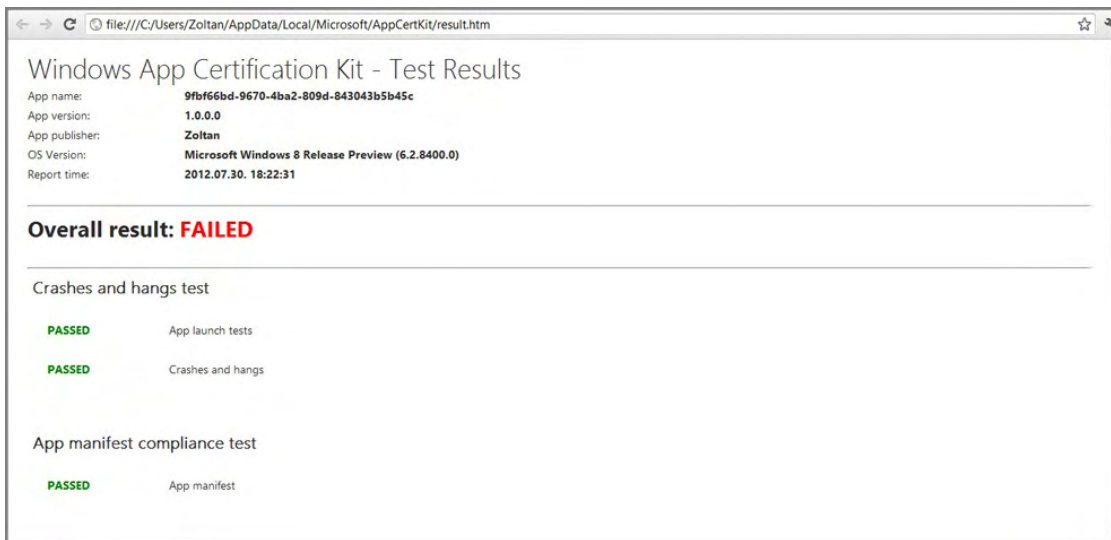 file:///C:/Users/Zoltan/AppData/Local/Microsoft/AppCertKit/result.htm
Windows App Certification Kit - Test Results
App name: 9fbf66bd-9670-4ba2-809d-843043b5b45c
App version: 1.0.0.0
App publisher: Zoltan
OS Version: Microsoft Windows 8 Release Preview (6.2.8400.0)
Report time: 2012.07.30. 18:22:31
Overall result: FAILED
Crashes and hangs test
PASSED App launch tests
PASSED Crashes and hangs
App manifest compliance test
PASSED App manifest